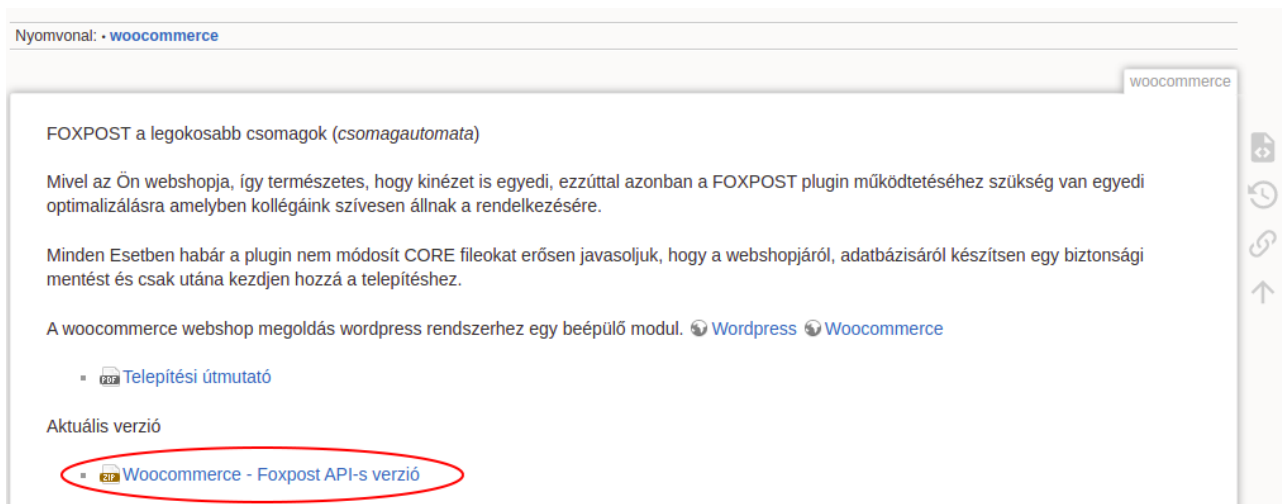 Nyomvonal: • woocommerce
woocommerce
FOXPOST a legokosabb csomagok (csomagautomata)
Mivel az Ön webshopja, így természetes, hogy kinézet is egyedi, ezzúttal azonban a FOXPOST plugin működtetéséhez szükség van egyedi
optimalizálásra amelyben kollégáink szívesen állnak a rendelkezésére.
Minden Esetben habár a plugin nem módosít CORE fileokat erősen javasoljuk, hogy a webshopjáról, adatbázisáról készítsen egy biztonsági
mentést és csak utána kezdjen hozzá a telepítéshez.
A woocommerce webshop megoldás wordpress rendszerhez egy beépülő modul. Wordpress Woocommerce
PDF Telepítési útmutató
Aktuális verzió
ZIP Woocommerce - Foxpost API-s verzió